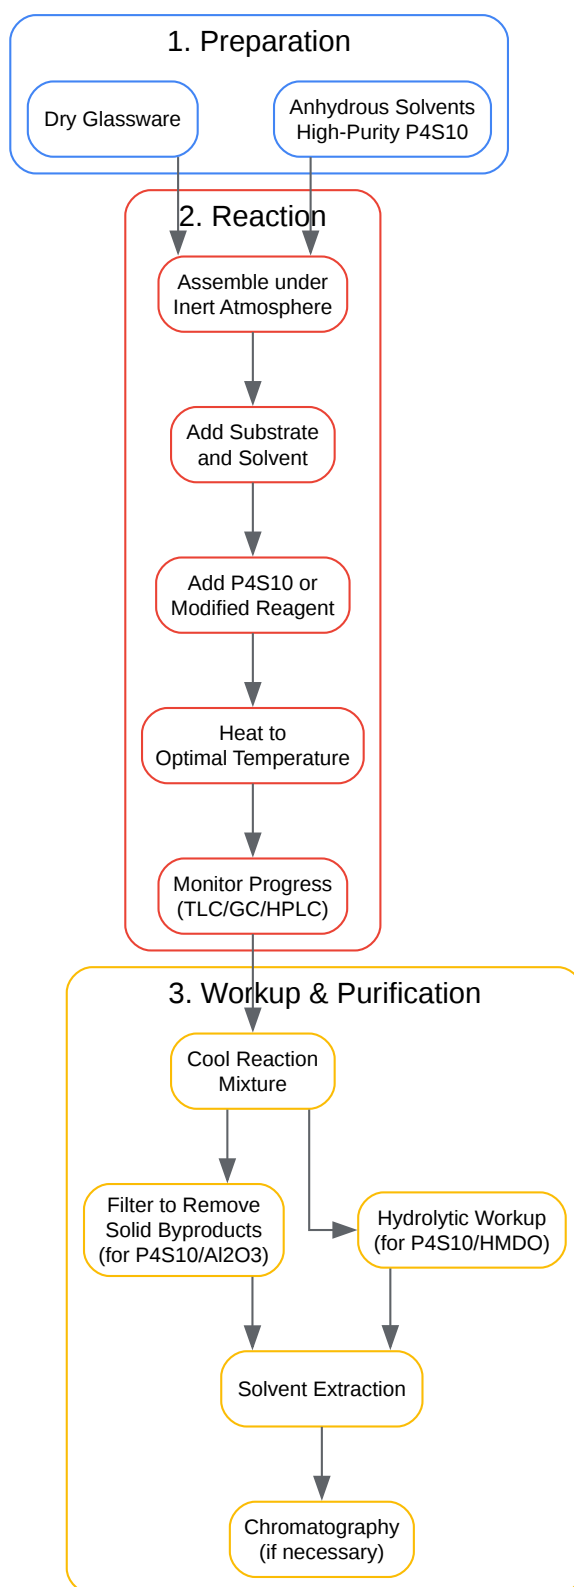 1. Preparation
Dry Glassware
Anhydrous Solvents
High-Purity P4S10
2. Reaction
Assemble under
Inert Atmosphere
Add Substrate
and Solvent
Add P4S10 or
Modified Reagent
Heat to
Optimal Temperature
Monitor Progress
(TLC/GC/HPLC)
3. Workup & Purification
Cool Reaction
Mixture
Filter to Remove
Solid Byproducts
(for P4S10/Al2O3)
Hydrolytic Workup
(for P4S10/HMDO)
Solvent Extraction
Chromatography
(if necessary)